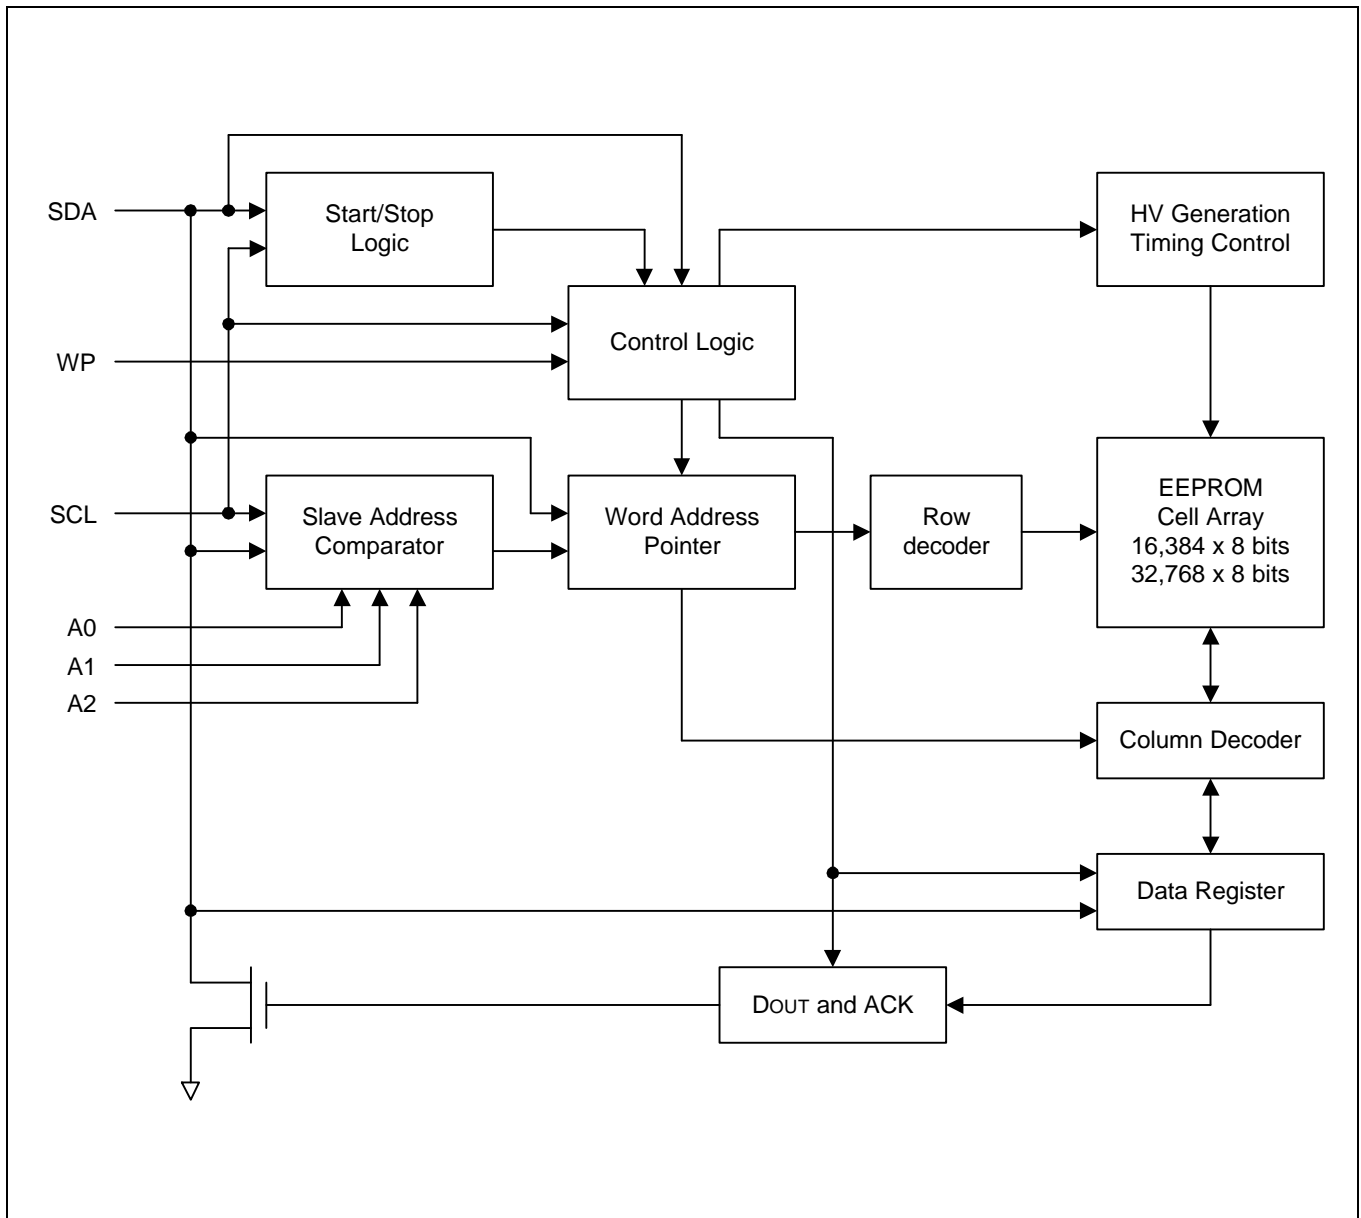 SDA
Start/Stop
Logic
HV Generation
Timing Control
WP
Control Logic
SCL
Slave Address
Comparator
Word Address
Pointer
Row
decoder
EEPROM
Cell Array
16,384 x 8 bits
32,768 x 8 bits
A0
A1
A2
Column Decoder
Data Register
DOUT and ACK